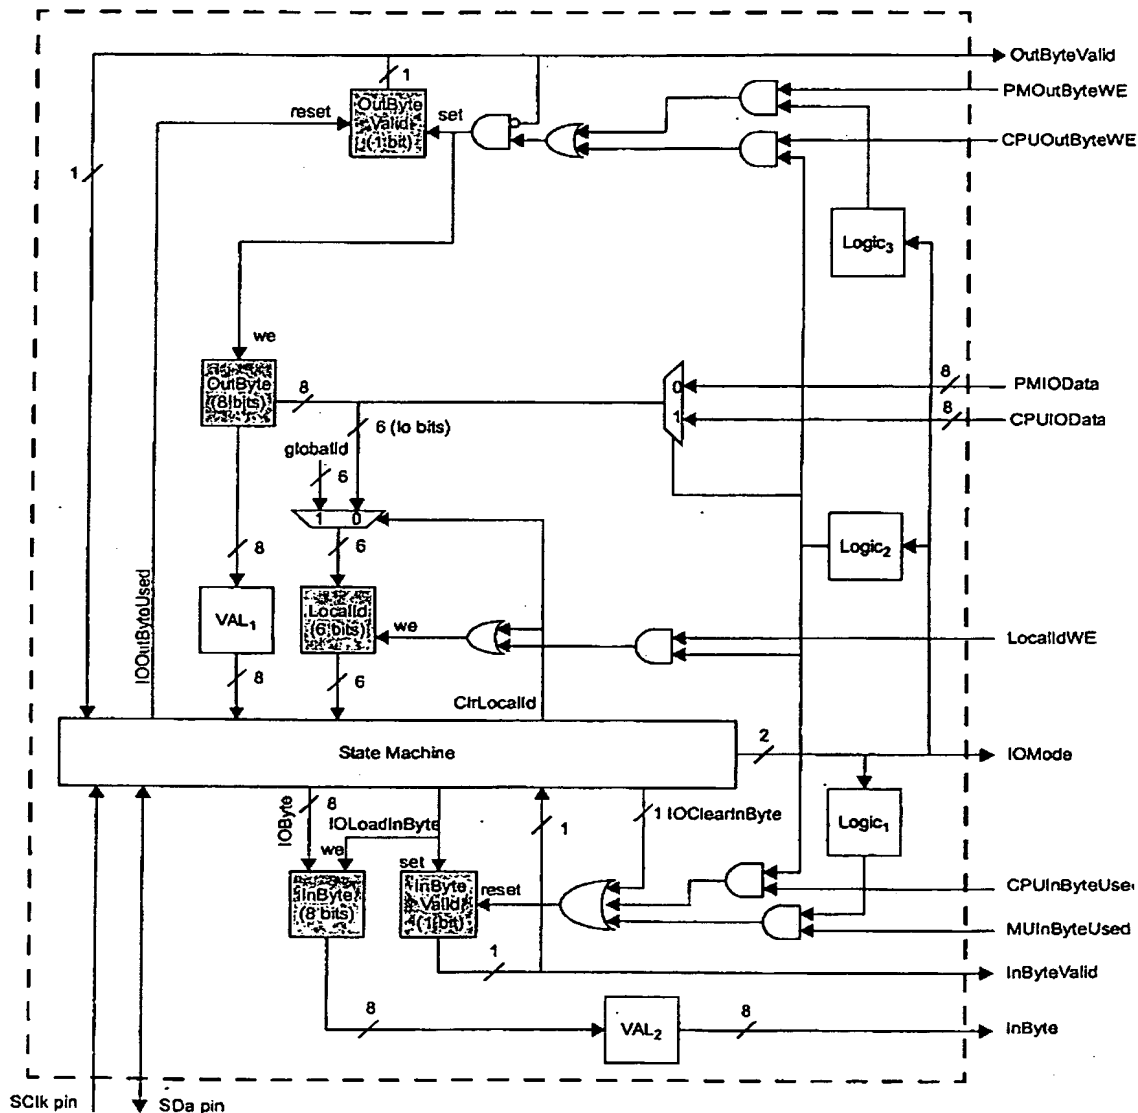 OutByteValid
1
OutByte
Valid
(1 bit)
reset
set
PMOutByteWE
CPUOutByteWE
1
Logic3
we
OutByte
(8 bits)
8
6 (lo bits)
globalId
6
1 0
6
0
1
8
PMIOData
8
CPUIOData
8
Logic2
IOOutByteUsed
VAL1
LocalId
(6 bits)
we
LocalIdWE
8
6
ClrLocalId
State Machine
2
IOMode
IOByte
8
IOLoadInByte
we
set
1
1 IOClearInByte
Logic1
InByte
(8 bits)
InByte
Valid
(1 bit)
reset
CPUInByteUse
MUInByteUsed
1
InByteValid
8
VAL2
8
InByte
SClk pin
SDa pin